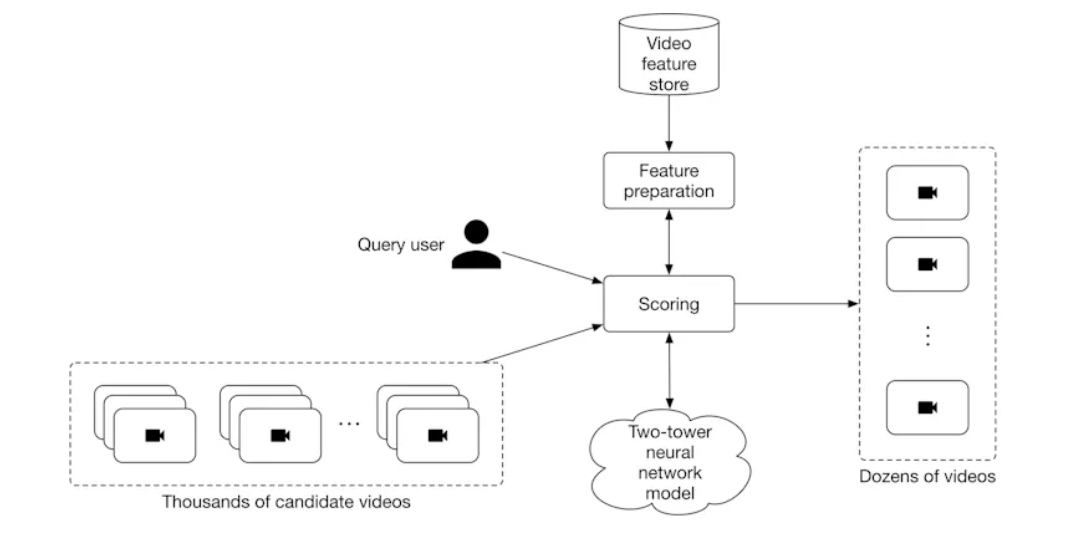 Video
feature
store
Feature
preparation
Query user
Scoring
...
Two-tower
neural
network
model
Thousands of candidate videos
Dozens of videos